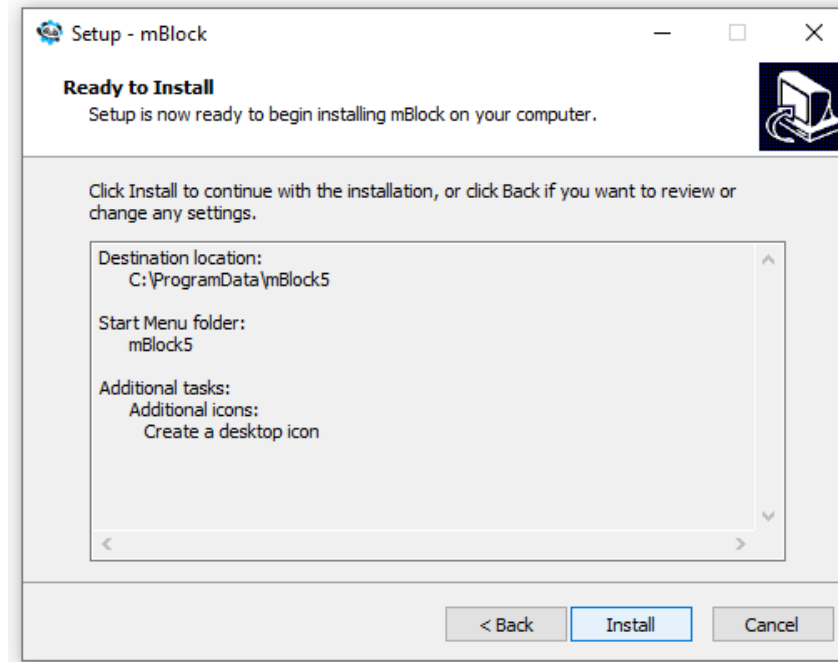 Setup - mBlock
Ready to Install
Setup is now ready to begin installing mBlock on your computer.
Click Install to continue with the installation, or click Back if you want to review or
change any settings.
Destination location:
C:\ProgramData\mBlock5
Start Menu folder:
mBlock5
Additional tasks:
Additional icons:
Create a desktop icon
< Back
Install
Cancel